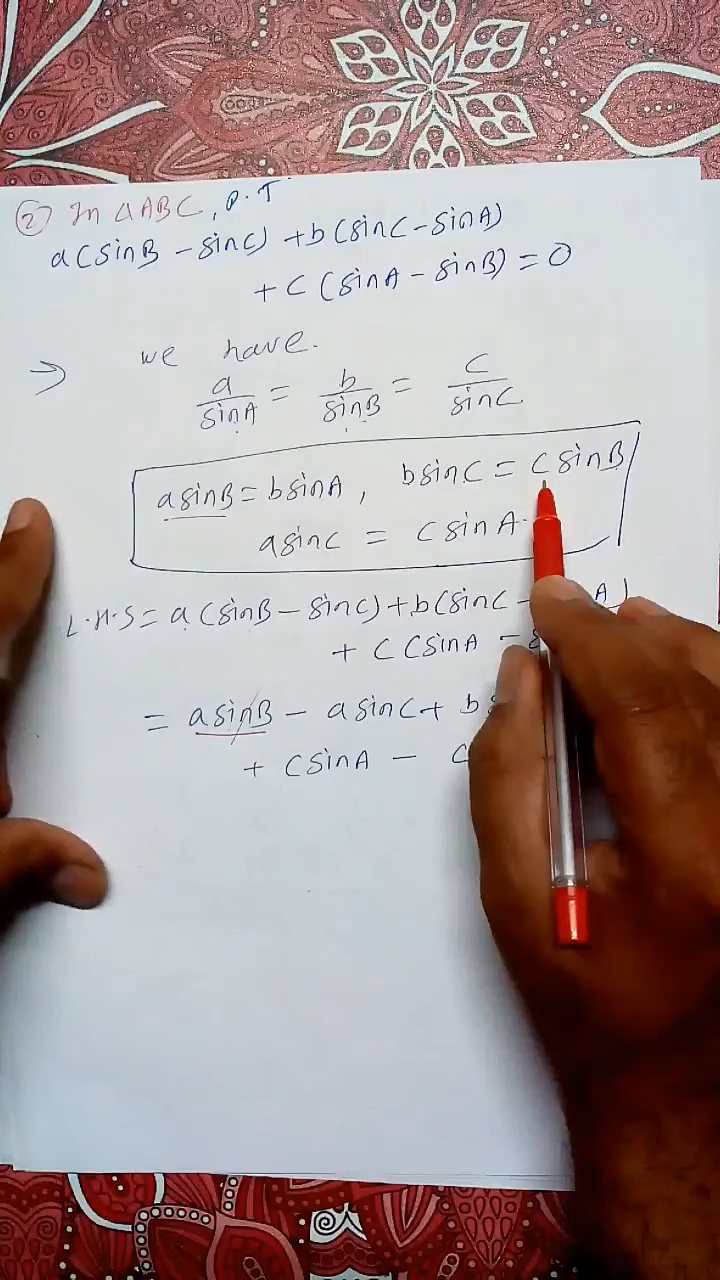 ② In △ABC, P.T
a(sinB - sinC) + b(sinC - sinA)
+ c(sinA - sinB) = 0
⇒ we have.
a/sinA = b/sinB = c/sinC
asinB = bsinA, bsinC = csinB
asinC = csinA.
L.H.S = a(sinB - sinC) + b(sinC - A)
+ c(sinA -
= asinB - asinC + b
+ csinA - c